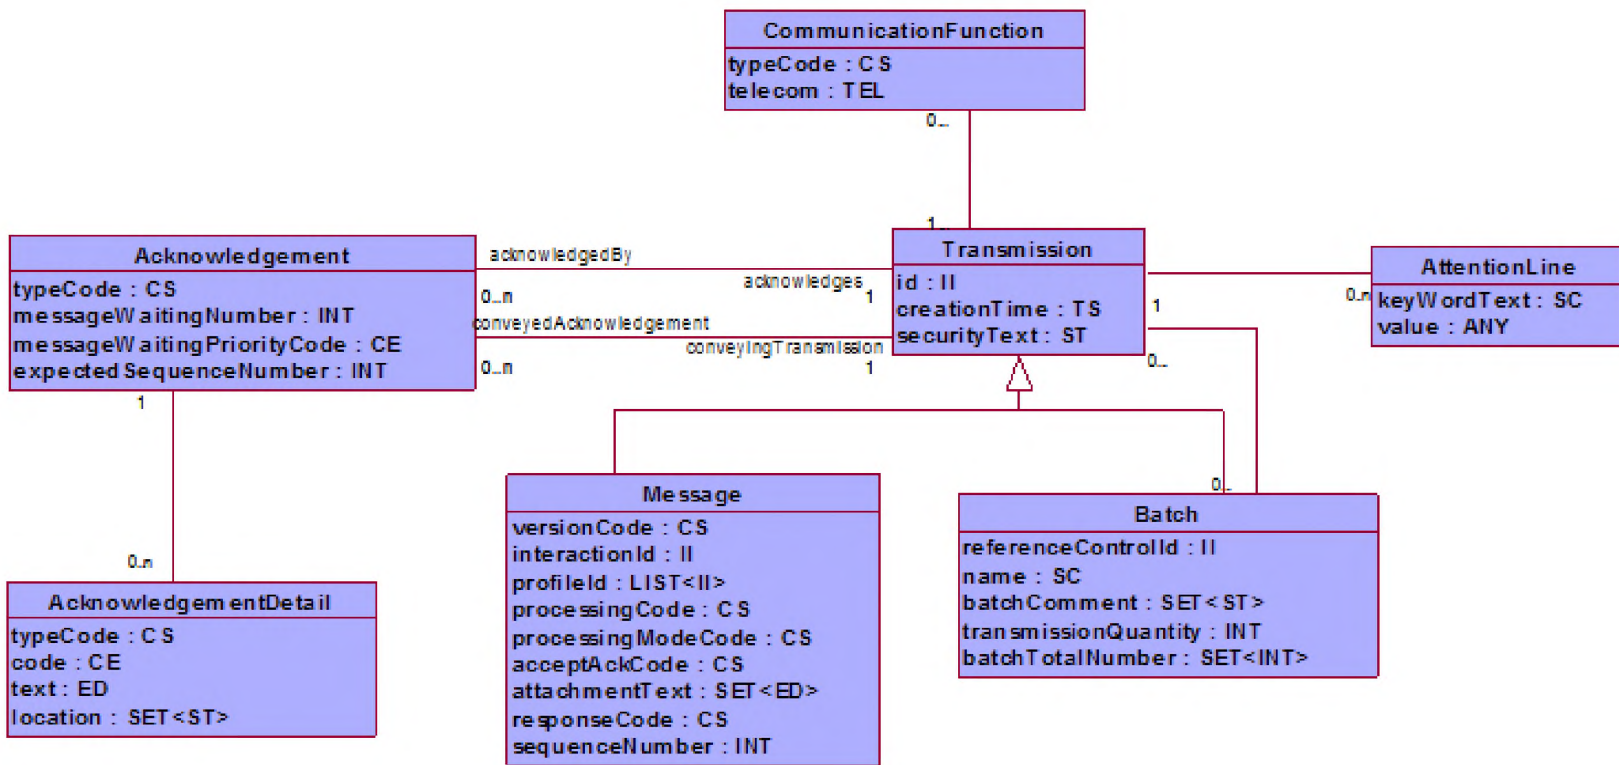 CommunicationFunction
typeCode : CS
telecom : TEL
0...
1...
Acknowledgement
typeCode : CS
messageWaitingNumber : INT
messageWaitingPriorityCode : CE
expectedSequenceNumber : INT
acknowledgedBy
acknowledges
0..n
1
conveyedAcknowledgement
conveyingTransmission
0..n
1
Transmission
id : II
creationTime : TS
securityText : ST
1
0..n
0...
AttentionLine
keyWordText : SC
value : ANY
1
0..n
AcknowledgementDetail
typeCode : CS
code : CE
text : ED
location : SET<ST>
Message
versionCode : CS
interactionId : II
profileId : LIST<II>
processingCode : CS
processingModeCode : CS
acceptAckCode : CS
attachmentText : SET<ED>
responseCode : CS
sequenceNumber : INT
0...
Batch
referenceControlId : II
name : SC
batchComment : SET<ST>
transmissionQuantity : INT
batchTotalNumber : SET<INT>